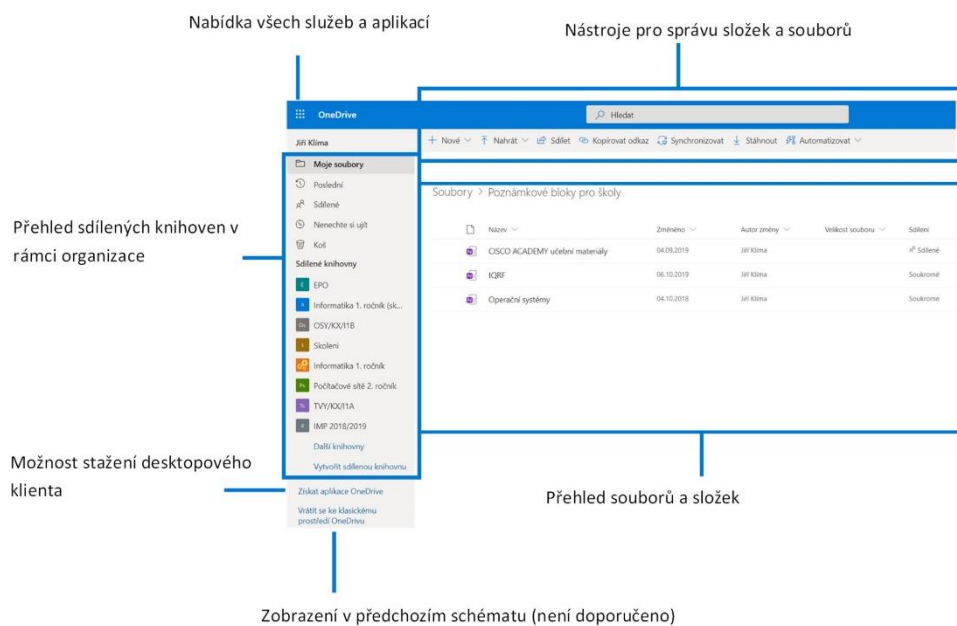 Nabídka všech služeb a aplikací
Nástroje pro správu složek a souborů
OneDrive
Hledat
Jiří Klíma
Nové
Nahrát
Sdílet
Kopírovat odkaz
Synchronizovat
Stáhnout
Automatizovat
Moje soubory
Poslední
Sdílené
Nenechte si ujít
Koš
Sdílené knihovny
EPO
Informatika 1. ročník (sk...
OSY/KX/I1B
Skoleni
Informatika 1. ročník
Počítačové sítě 2. ročník
TVY/KX/I1A
IMP 2018/2019
Další knihovny
Vytvořit sdílenou knihovnu
Získat aplikace OneDrive
Vrátit se ke klasickému
prostředí OneDrivu
Soubory > Poznámkové bloky pro školy
Název Změněno Autor změny Velikost souboru Sdílení
CISCO ACADEMY učební materiály 04.09.2019 Jiří Klíma Sdílené
IQRF 06.10.2019 Jiří Klíma Soukromé
Operační systémy 04.10.2018 Jiří Klíma Soukromé
Přehled sdílených knihoven v
rámci organizace
Možnost stažení desktopového
klienta
Přehled souborů a složek
Zobrazení v předchozím schématu (není doporučeno)